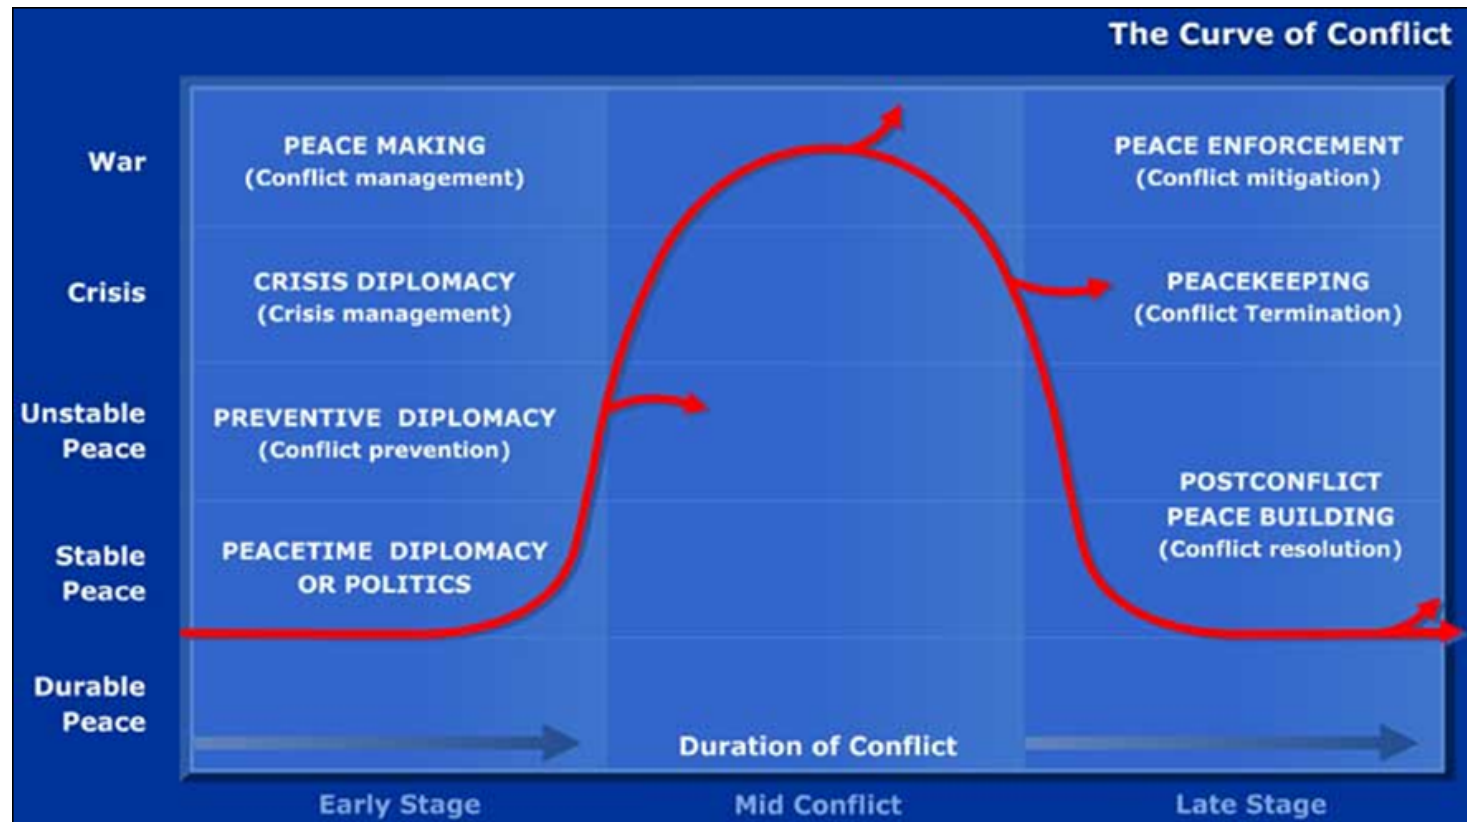 The Curve of Conflict
War
PEACE MAKING
(Conflict management)
PEACE ENFORCEMENT
(Conflict mitigation)
Crisis
CRISIS DIPLOMACY
(Crisis management)
PEACEKEEPING
(Conflict Termination)
Unstable
Peace
PREVENTIVE DIPLOMACY
(Conflict prevention)
POSTCONFLICT
PEACE BUILDING
(Conflict resolution)
Stable
Peace
PEACETIME DIPLOMACY
OR POLITICS
Durable
Peace
Duration of Conflict
Early Stage
Mid Conflict
Late Stage